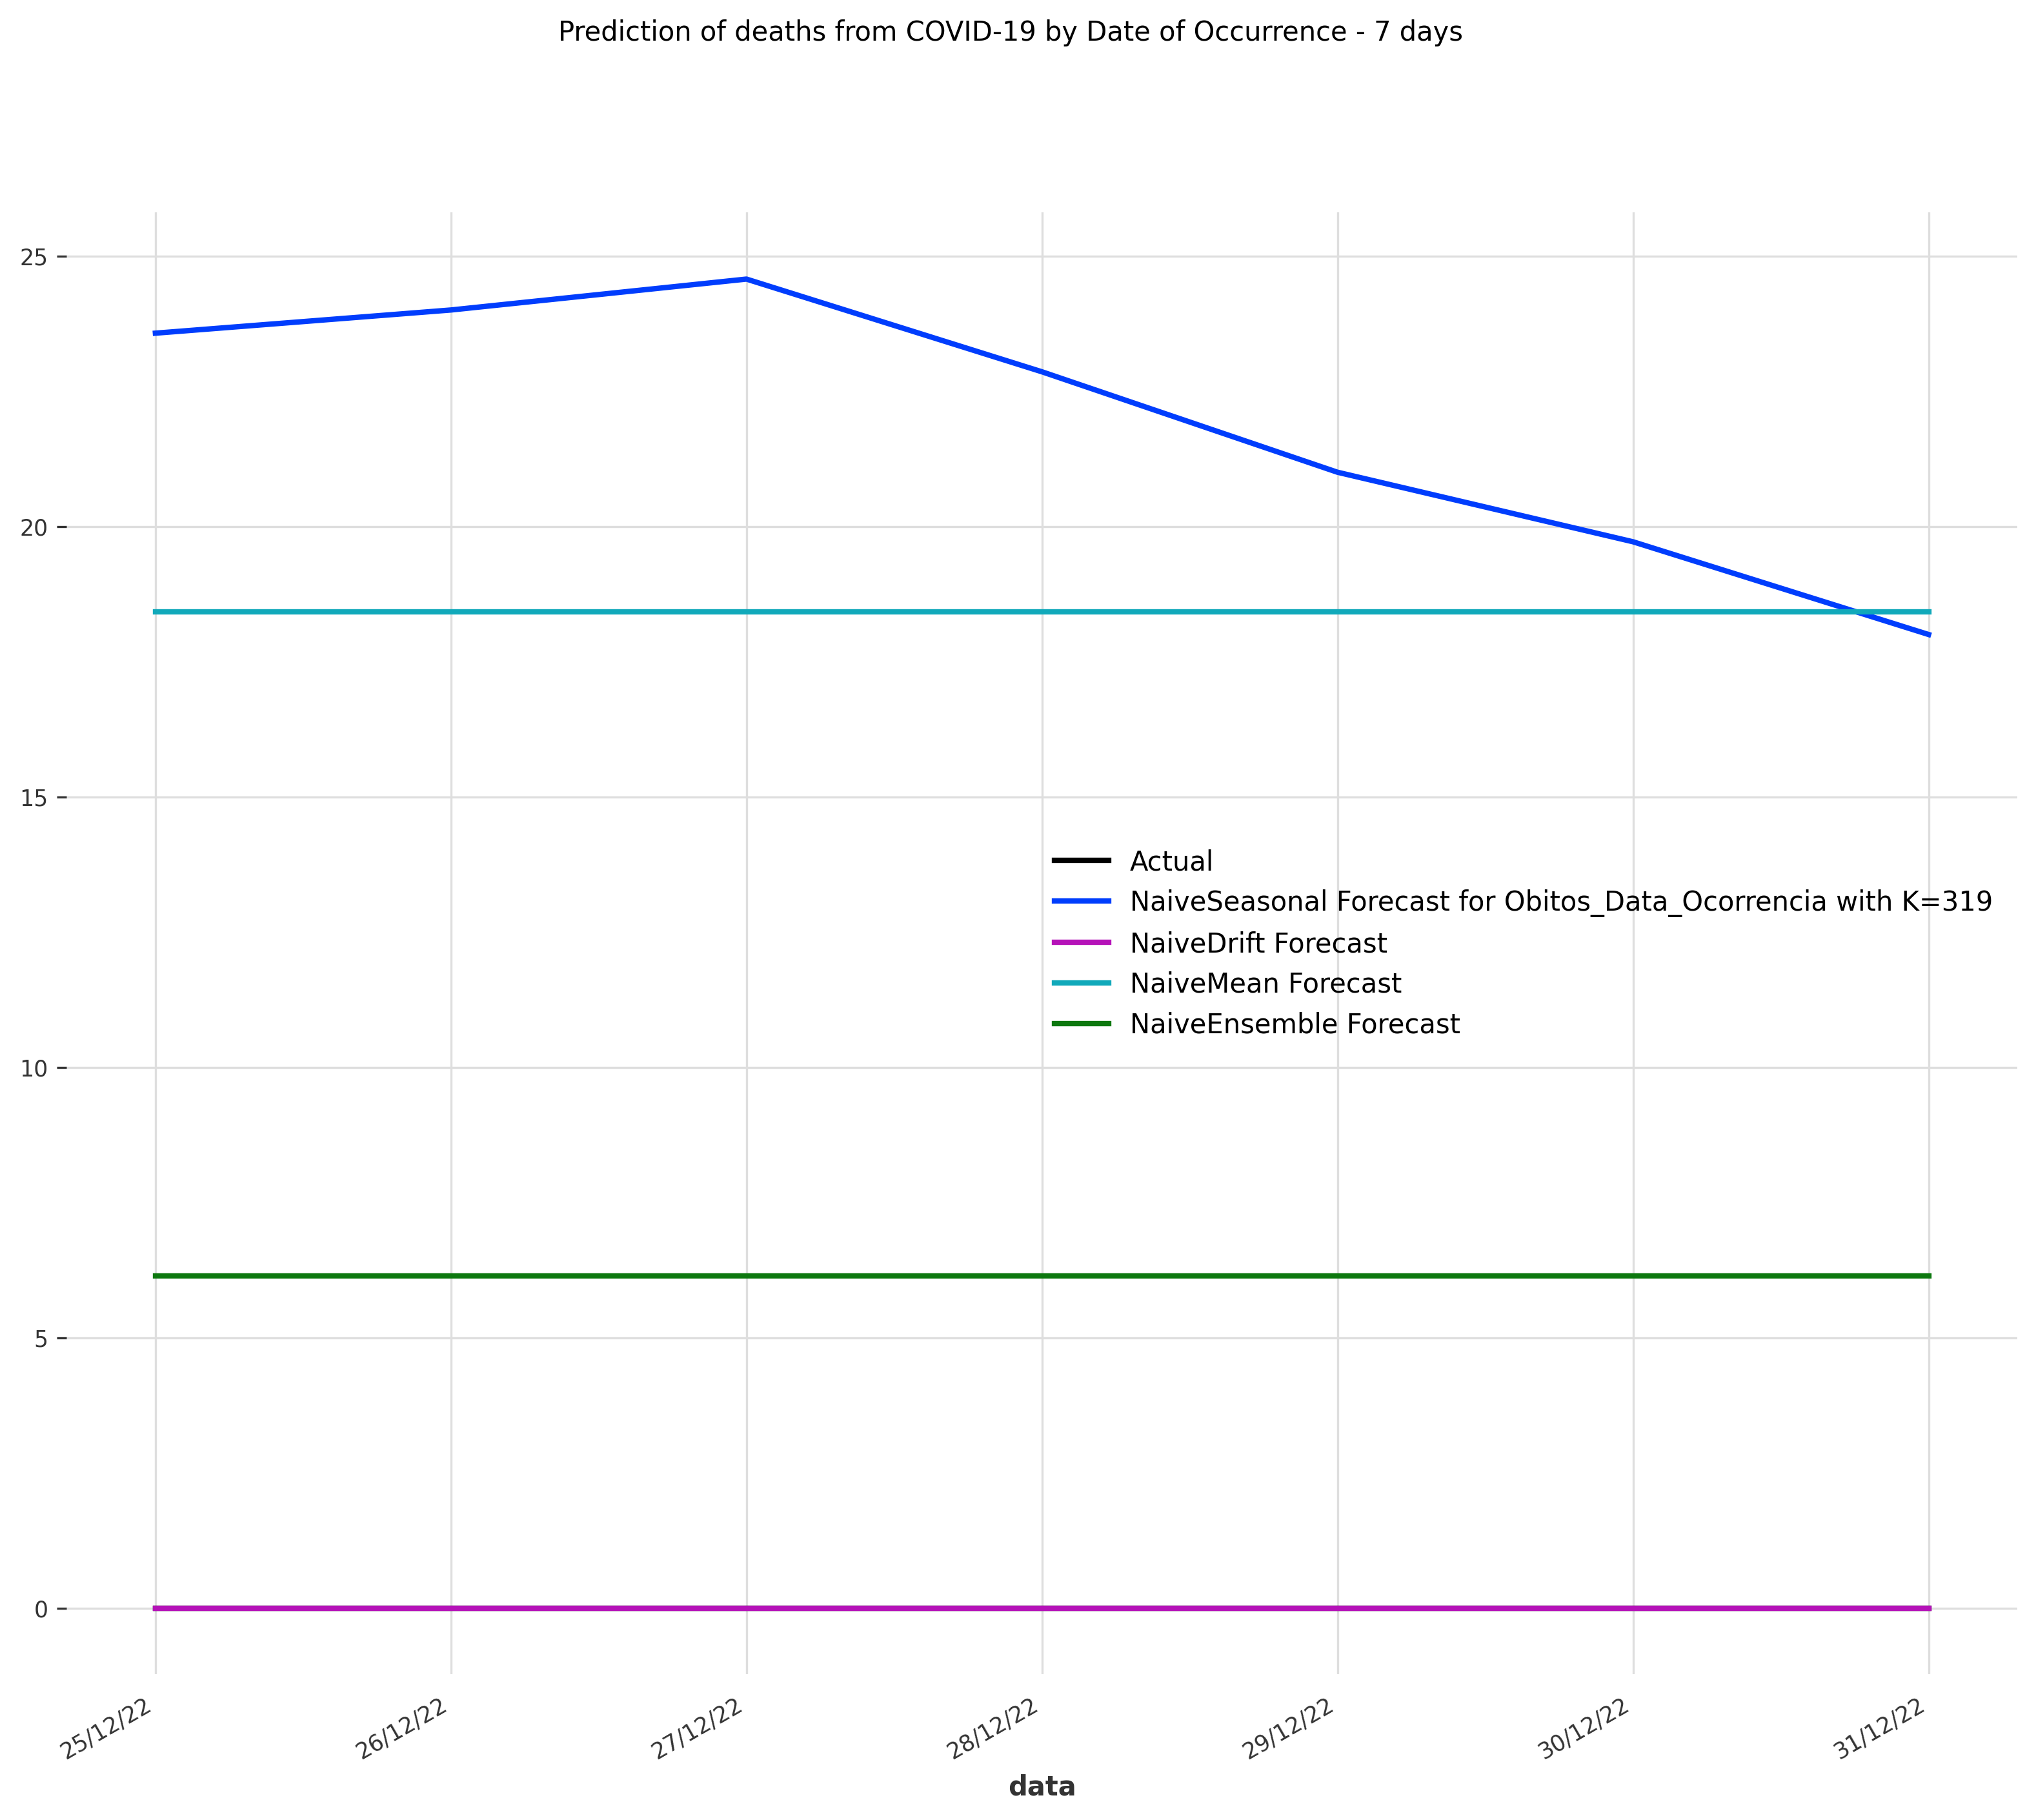 Prediction of deaths from COVID-19 by Date of Occurrence - 7 days
25
20
15
10
5
0
Actual
NaiveSeasonal Forecast for Obitos_Data_Ocorrencia with K=319
NaiveDrift Forecast
NaiveMean Forecast
NaiveEnsemble Forecast
25/12/22
26/12/22
27/12/22
28/12/22
29/12/22
30/12/22
31/12/22
data